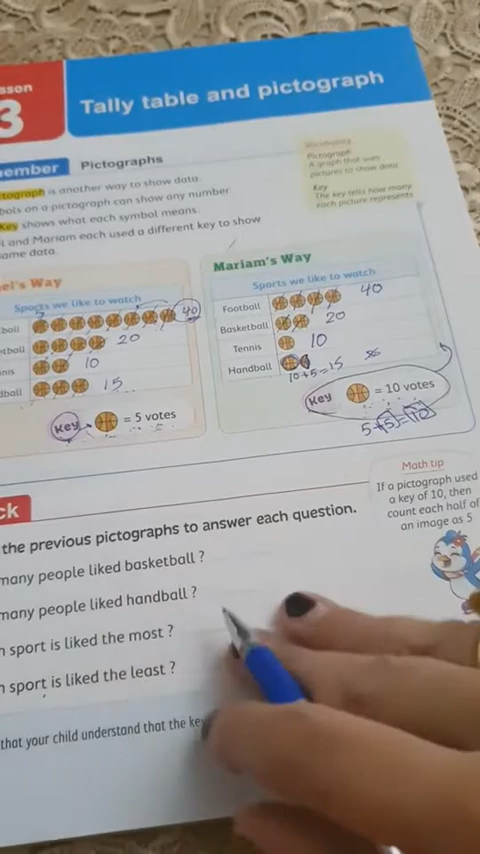 sson
3
Tally table and pictograph
ember
Pictographs
tograph is another way to show data.
bols on a pictograph can show any number.
Key shows what each symbol means.
l and Mariam each used a different key to show
ame data.
Vocabulary
Pictograph
A graph that uses
pictures to show data.
Key
The key tells how many
each picture represents
el's Way
Sports we like to watch
5
ball
40
etball
20
nis
10
dball
15
Key
= 5 votes
Mariam's Way
Sports we like to watch
Football
40
Basketball
20
Tennis
10
Handball
10+5=15
Key
= 10 votes
5+5=10
Math tip
If a pictograph used
a key of 10, then
count each half of
an image as 5
ck
the previous pictographs to answer each question.
many people liked basketball ?
many people liked handball ?
h sport is liked the most ?
h sport is liked the least ?
that your child understand that the key